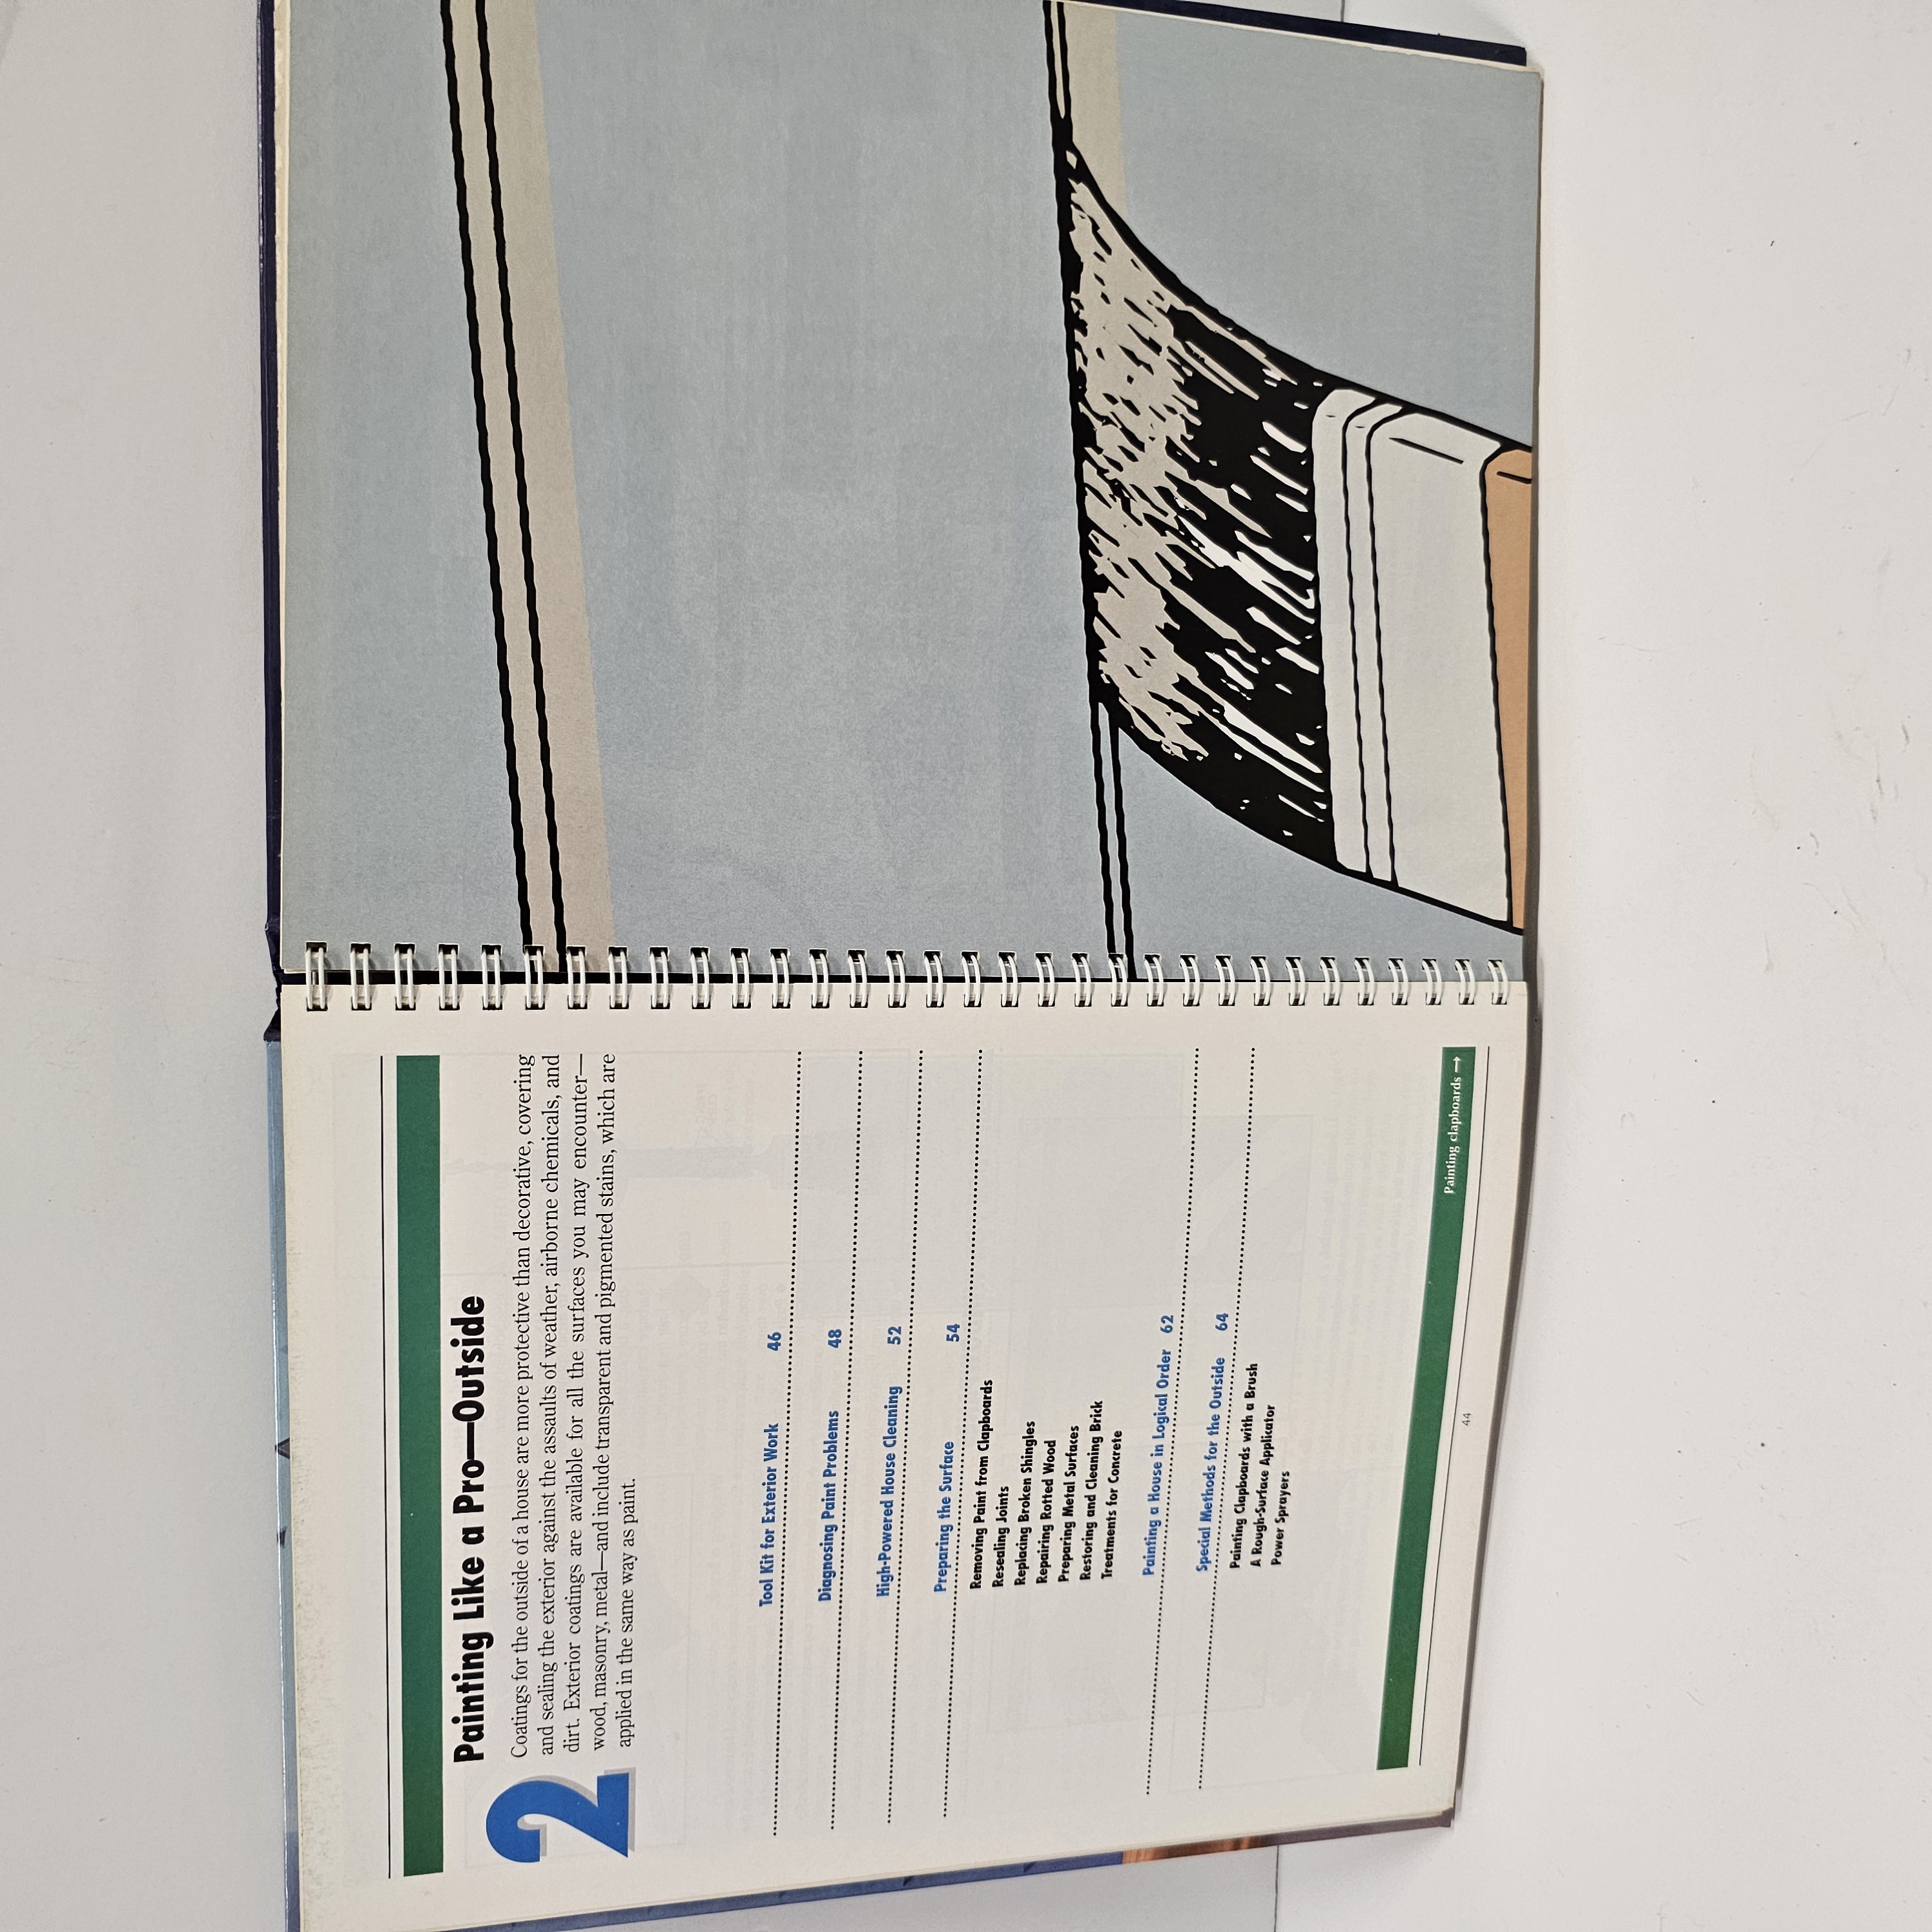 Painting Like a Pro—Outside
2
Coatings for the outside of a house are more protective than decorative, covering
and sealing the exterior against the assaults of weather, airborne chemicals, and
dirt. Exterior coatings are available for all the surfaces you may encounter—
wood, masonry, metal—and include transparent and pigmented stains, which are
applied in the same way as paint.
Tool Kit for Exterior Work 46
Diagnosing Paint Problems 48
High-Powered House Cleaning 52
Preparing the Surface 54
Removing Paint from Clapboards
Resealing Joints
Replacing Broken Shingles
Repairing Rotted Wood
Preparing Metal Surfaces
Restoring and Cleaning Brick
Treatments for Concrete
Painting a House in Logical Order 62
Special Methods for the Outside 64
Painting Clapboards with a Brush
A Rough-Surface Applicator
Power Sprayers
Painting clapboards →
44